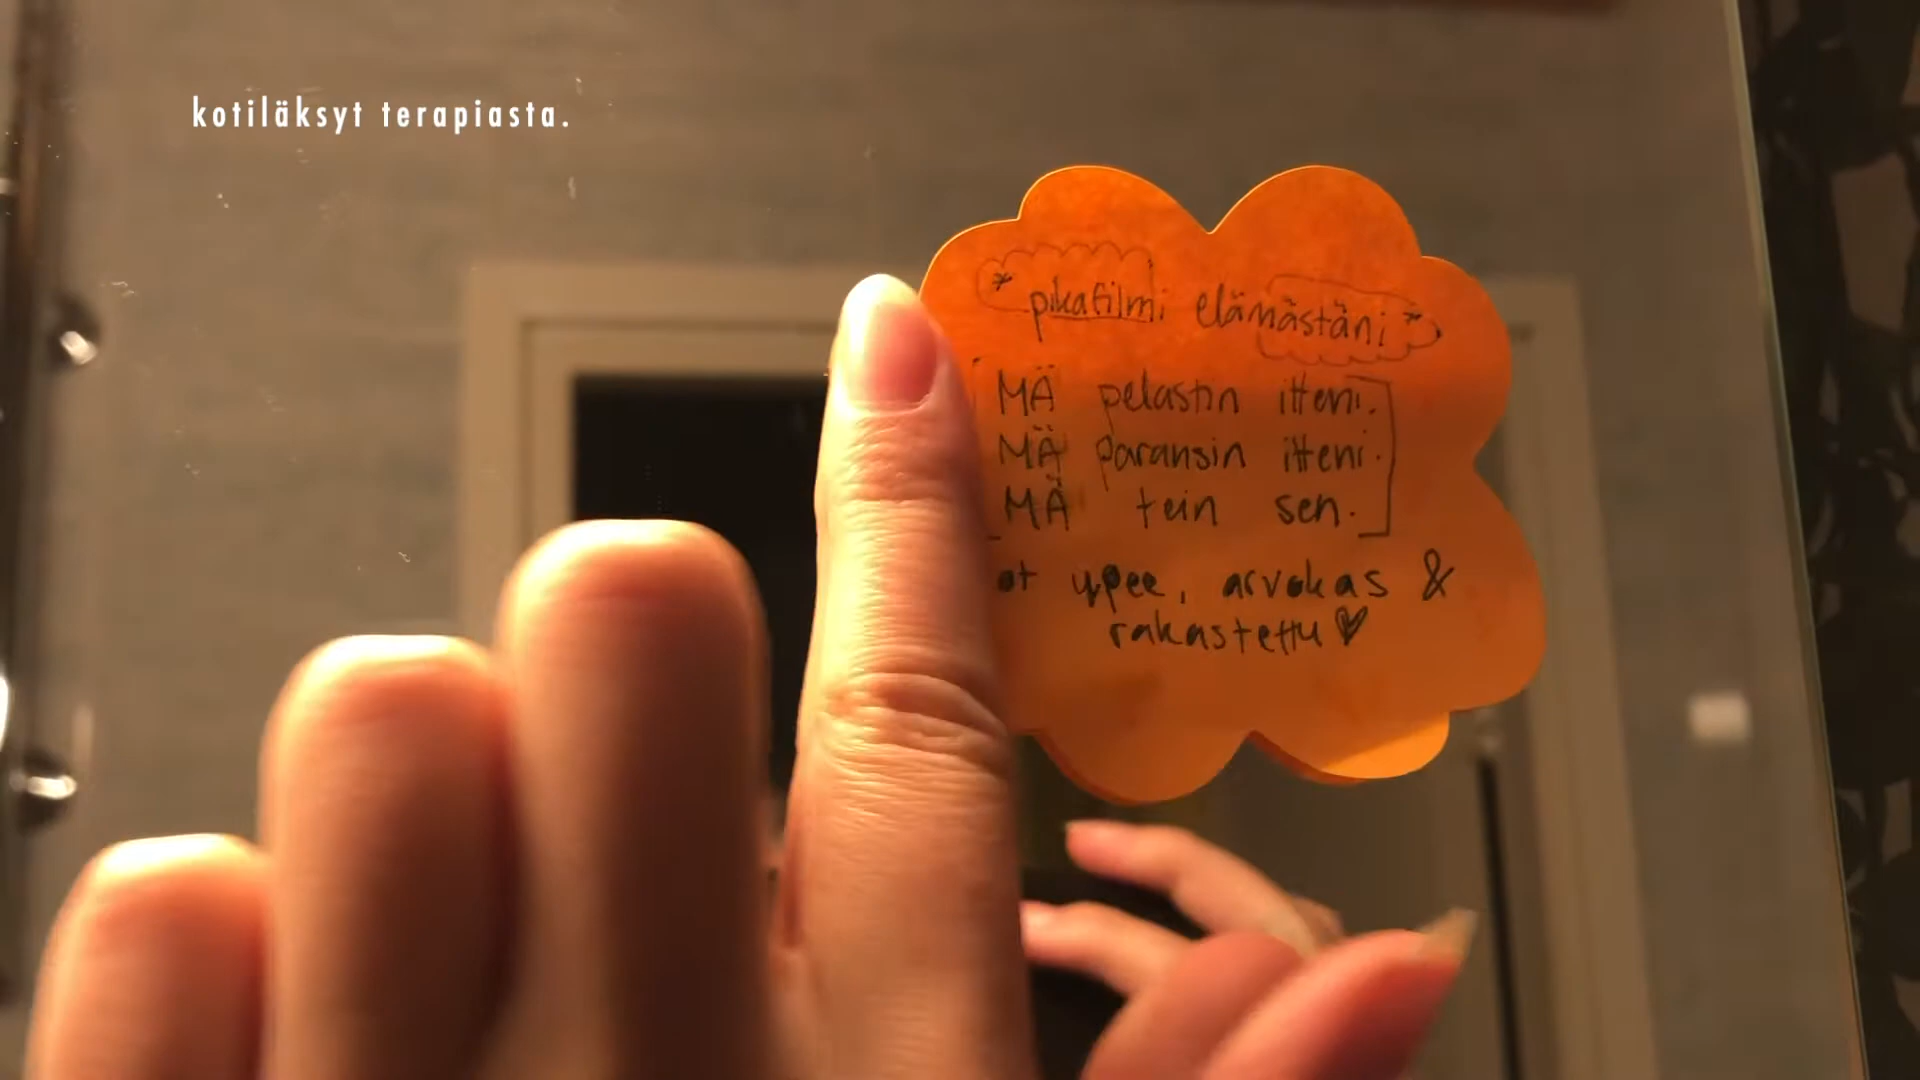 kotiläksyt terapiasta.
* pikafilmi elämästäni *
MÄ pelastin itteni.
MÄ paransin itteni.
MÄ tein sen.
ot upee, arvokas &
rakastettu ♥